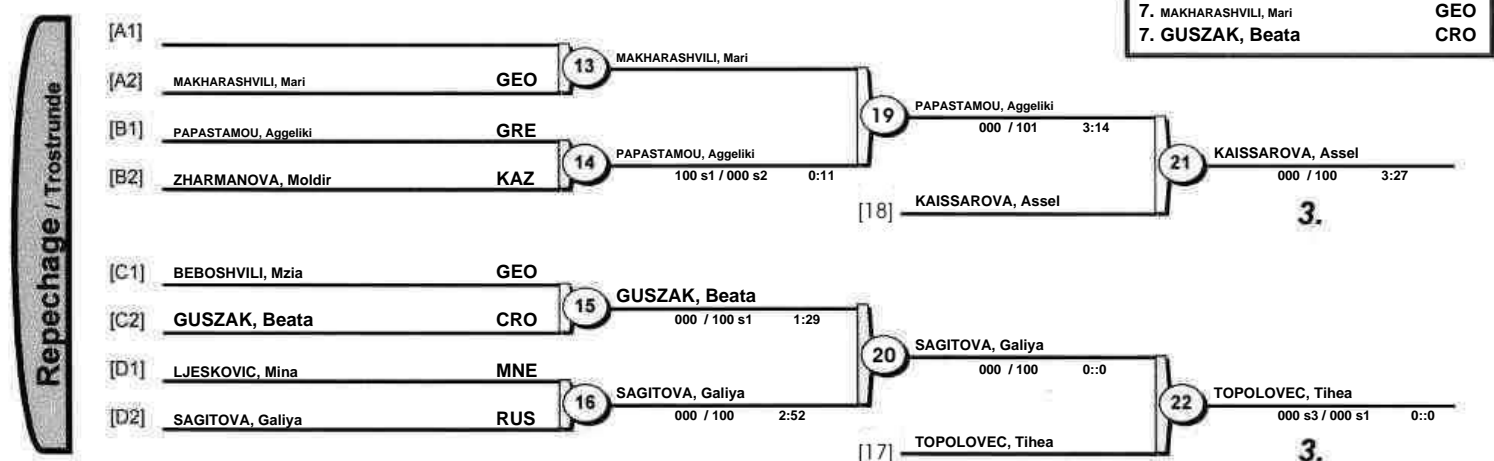 7. MAKHARASHVILI, Mari GEO
7. GUSZAK, Beata CRO
Repechage / Trostrunde
[A1]
13
MAKHARASHVILI, Mari
[A2] MAKHARASHVILI, Mari GEO
19
PAPASTAMOU, Aggeliki
000 / 101 3:14
[B1] PAPASTAMOU, Aggeliki GRE
14
PAPASTAMOU, Aggeliki
100 s1 / 000 s2 0:11
[B2] ZHARMANOVA, Moldir KAZ
21
KAISSAROVA, Assel
000 / 100 3:27
[18] KAISSAROVA, Assel
3.
[C1] BEBOSHVILI, Mzia GEO
15
GUSZAK, Beata
000 / 100 s1 1:29
[C2] GUSZAK, Beata CRO
20
SAGITOVA, Galiya
000 / 100 0::0
[D1] LJESKOVIC, Mina MNE
16
SAGITOVA, Galiya
000 / 100 2:52
[D2] SAGITOVA, Galiya RUS
22
TOPOLOVEC, Tihea
000 s3 / 000 s1 0::0
[17] TOPOLOVEC, Tihea
3.